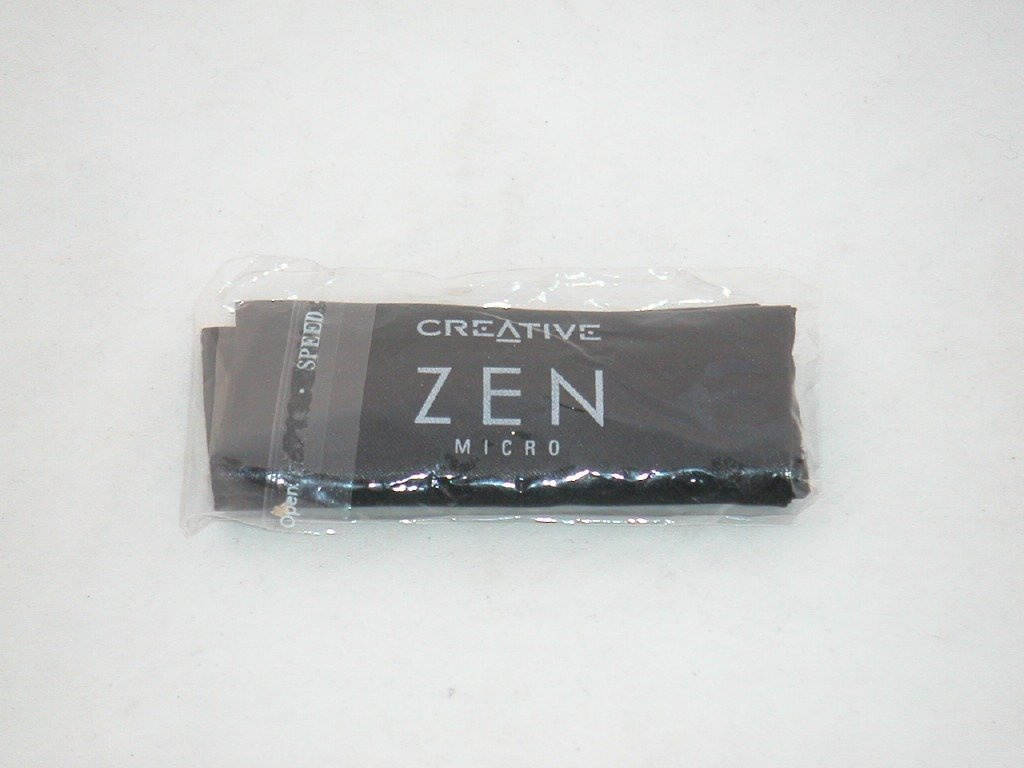 CREATIVE
ZEN
MICRO
· SPEED
Open